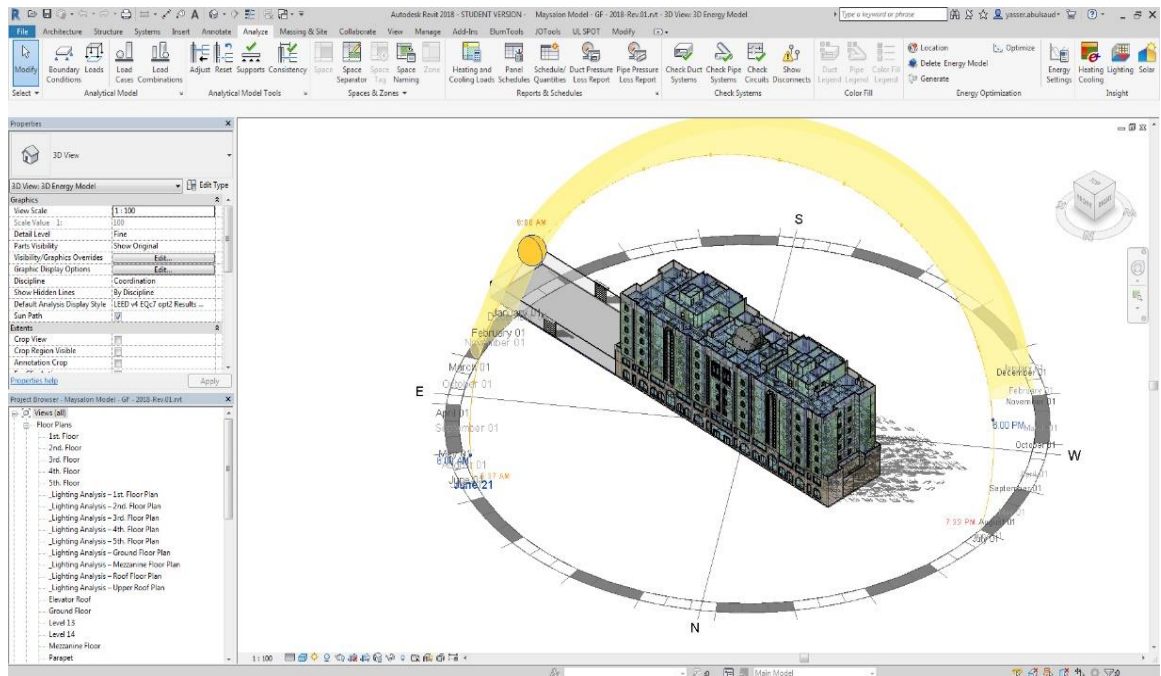 Autodesk Revit 2018 - STUDENT VERSION - Maysalon Model - GF - 2018-Rev.01.rvt - 3D View: 3D Energy Model
Type a keyword or phrase
yasser.abulsaud
File Architecture Structure Systems Insert Annotate Analyze Massing & Site Collaborate View Manage Add-Ins BumTools JOTools UL SPOT Modify
Modify
Boundary Conditions
Loads
Load Cases
Load Combinations
Adjust
Reset
Supports
Consistency
Space
Space Separator
Space Tag
Space Naming
Zone
Heating and Cooling Loads
Panel Schedules
Schedule/ Quantities
Duct Pressure Loss Report
Pipe Pressure Loss Report
Check Duct Systems
Check Pipe Systems
Check Circuits
Show Disconnects
Duct Legend
Pipe Legend
Color Fill Legend
Location
Delete Energy Model
Generate
Optimize
Energy Settings
Heating Cooling
Lighting
Solar
Select
Analytical Model
Analytical Model Tools
Spaces & Zones
Reports & Schedules
Check Systems
Color Fill
Energy Optimization
Insight
Properties
3D View
3D View: 3D Energy Model
Edit Type
Graphics
View Scale 1 : 100
Scale Value 1: 100
Detail Level Fine
Parts Visibility Show Original
Visibility/Graphics Overrides Edit...
Graphic Display Options Edit...
Discipline Coordination
Show Hidden Lines By Discipline
Default Analysis Display Style LEED v4 EQc7 opt2 Results ...
Sun Path
Extents
Crop View
Crop Region Visible
Annotation Crop
Properties help
Apply
Project Browser - Maysalon Model - GF - 2018-Rev.01.rvt
Views (all)
Floor Plans
1st. Floor
2nd. Floor
3rd. Floor
4th. Floor
5th. Floor
_Lighting Analysis - 1st. Floor Plan
_Lighting Analysis - 2nd. Floor Plan
_Lighting Analysis - 3rd. Floor Plan
_Lighting Analysis - 4th. Floor Plan
_Lighting Analysis - 5th. Floor Plan
_Lighting Analysis - Ground Floor Plan
_Lighting Analysis - Mezzanine Floor Plan
_Lighting Analysis - Roof Floor Plan
_Lighting Analysis - Upper Roof Plan
Elevator Roof
Ground Floor
Level 13
Level 14
Mezzanine Floor
Parapet
S
January 01
February 01
November 01
March 01
October 01
E
April 01
September 01
June 21
December 01
February 01
November 01
6:00 PM
October 01
W
September 01
7:33 PM
August 01
July 01
N
TOP
FRONT
RIGHT
1 : 100
Main Model